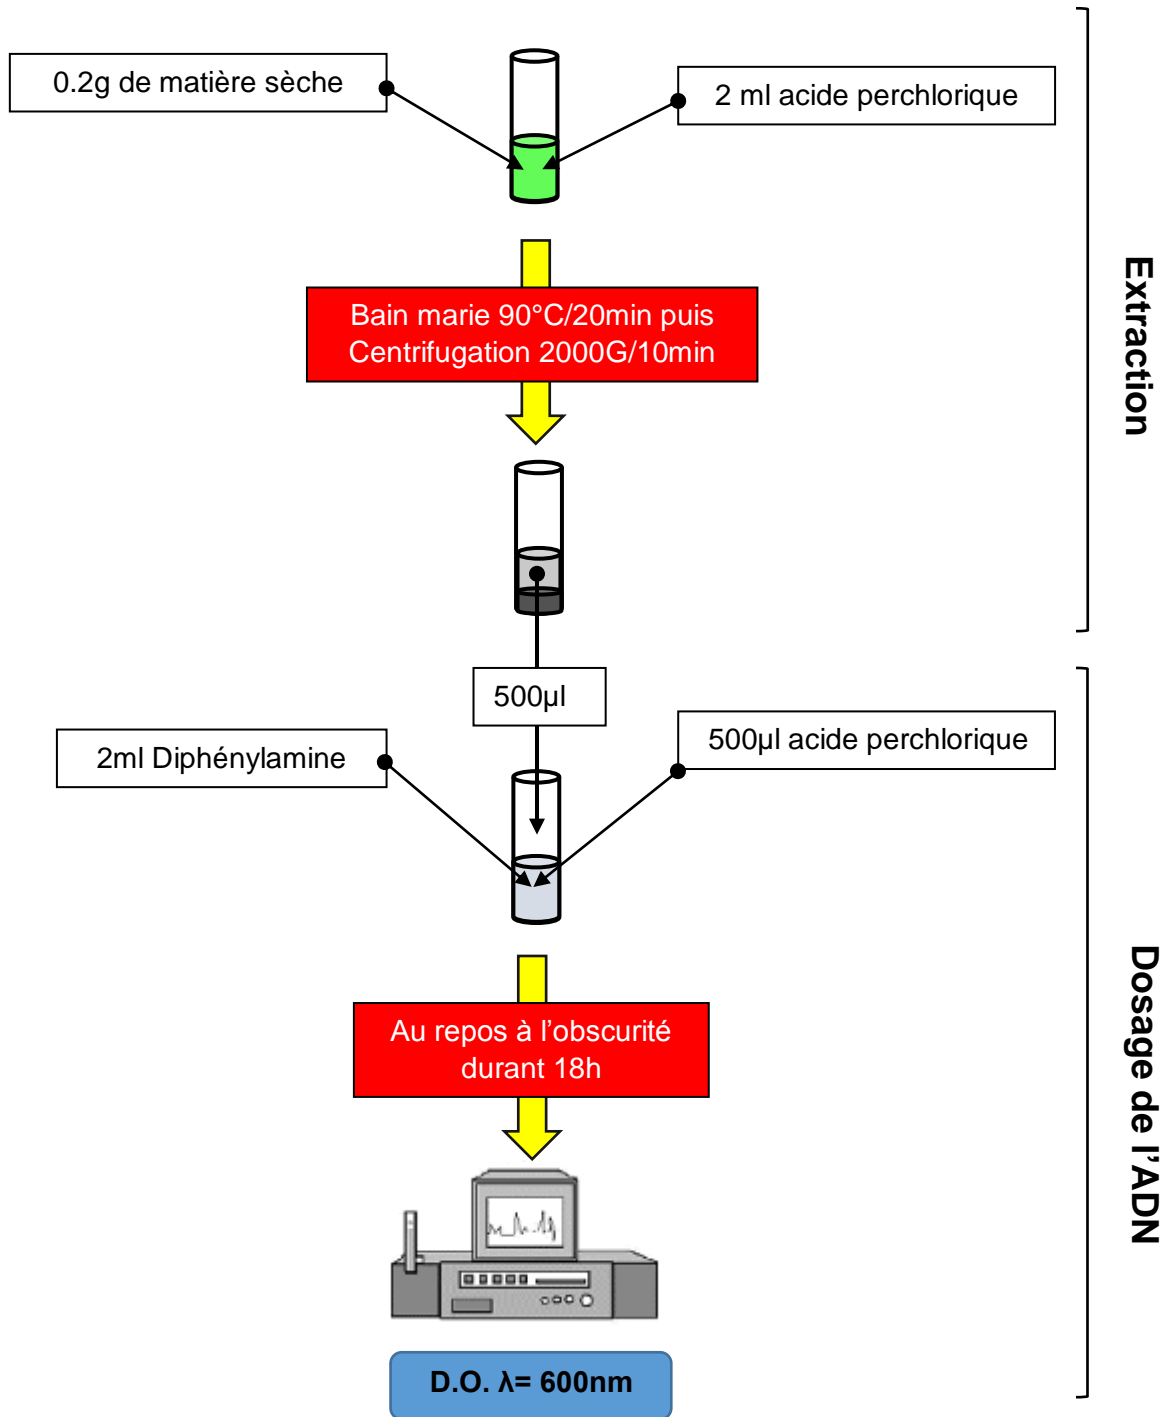 0.2g de matière sèche
2 ml acide perchlorique
Bain marie 90°C/20min puis
Centrifugation 2000G/10min
Extraction
500µl
2ml Diphénylamine
500µl acide perchlorique
Au repos à l’obscurité
durant 18h
Dosage de l’ADN
D.O. λ= 600nm